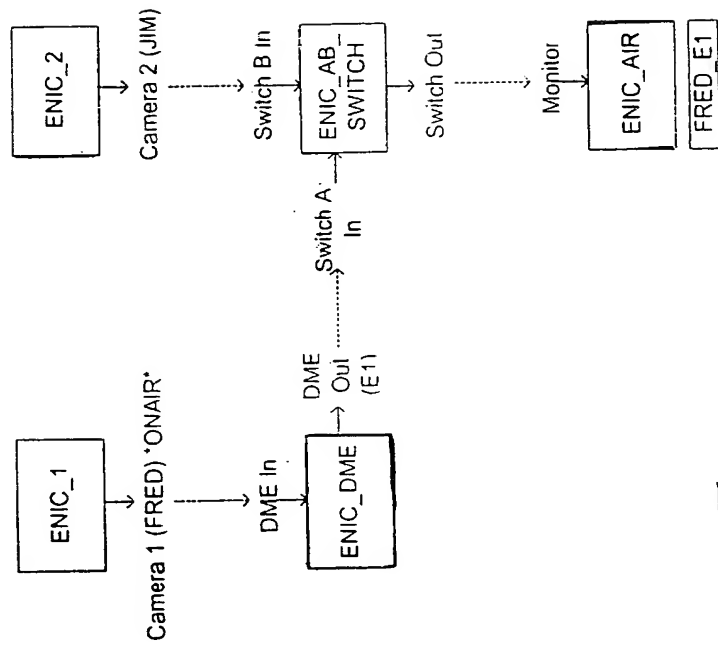 ENIC_1
Camera 1 (FRED) *ONAIR*
DME In
ENIC_DME
DME
Out
(E1)
ENIC_2
Camera 2 (JIM)
Switch B In
Switch A
In
ENIC_AB_
SWITCH
Switch Out
Monitor
ENIC_AIR
FRED_E1